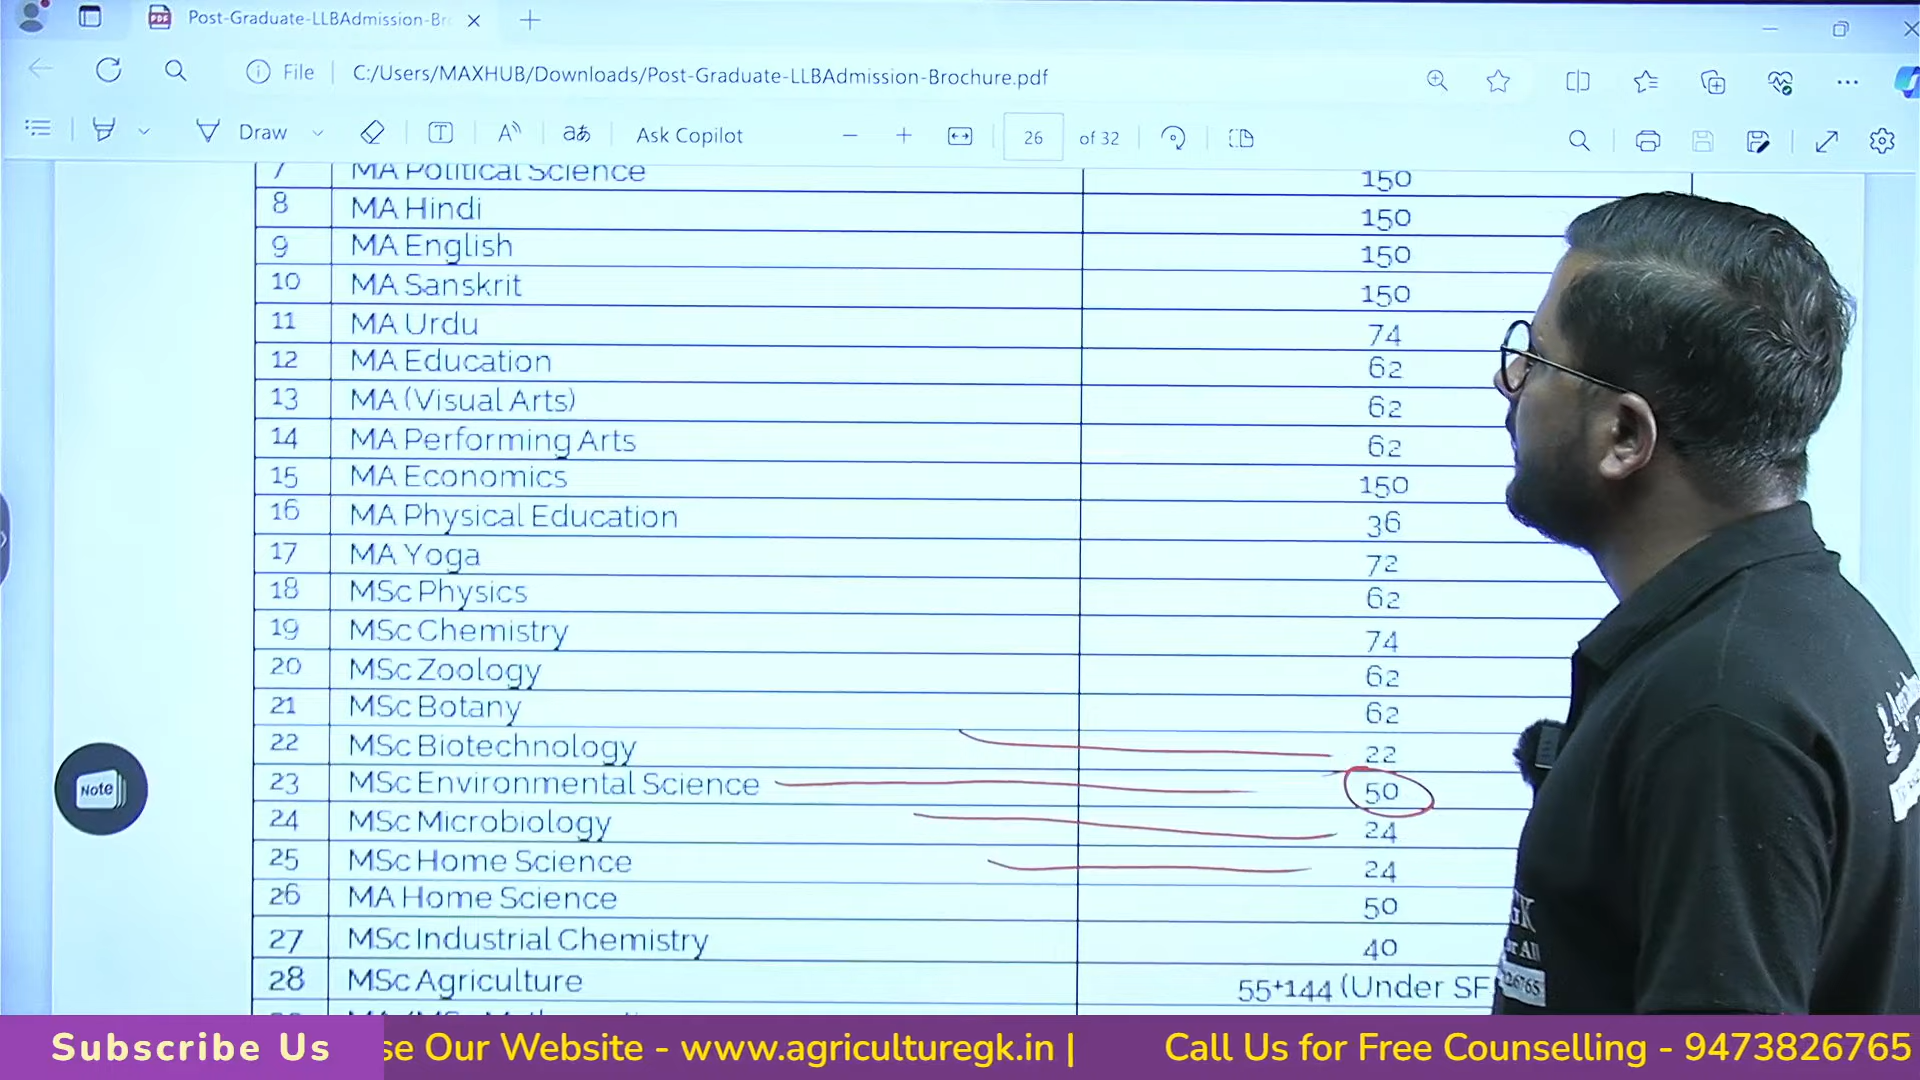 Post-Graduate-LLBAdmission-Br
File
C:/Users/MAXHUB/Downloads/Post-Graduate-LLBAdmission-Brochure.pdf
Draw
aあ
Ask Copilot
26 of 32
7 MA Political Science 150
8 MA Hindi 150
9 MA English 150
10 MA Sanskrit 150
11 MA Urdu 74
12 MA Education 62
13 MA (Visual Arts) 62
14 MA Performing Arts 62
15 MA Economics 150
16 MA Physical Education 36
17 MA Yoga 72
18 MSc Physics 62
19 MSc Chemistry 74
20 MSc Zoology 62
21 MSc Botany 62
22 MSc Biotechnology 22
23 MSc Environmental Science 50
24 MSc Microbiology 24
25 MSc Home Science 24
26 MA Home Science 50
27 MSc Industrial Chemistry 40
28 MSc Agriculture 55+144 (Under SF
Note
Subscribe Us
se Our Website - www.agriculturegk.in |
Call Us for Free Counselling - 9473826765